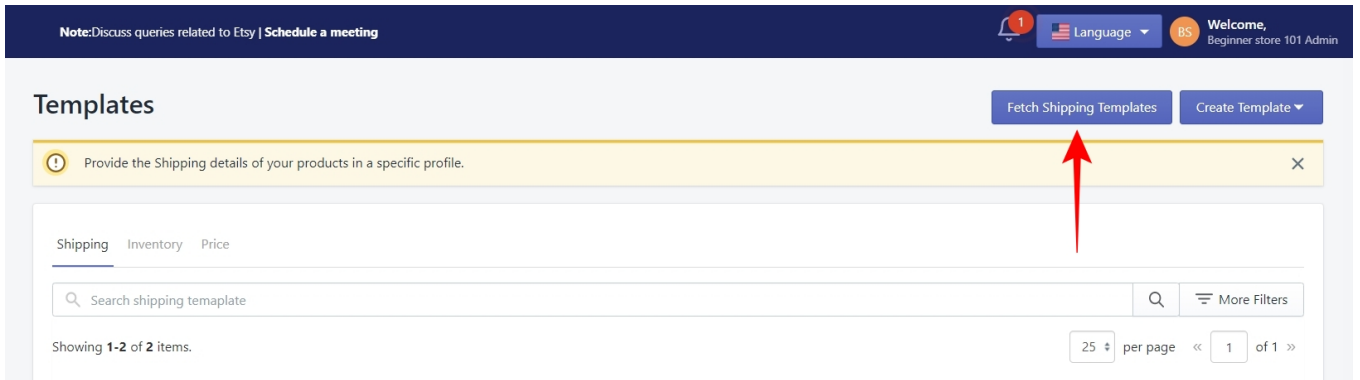 Note:Discuss queries related to Etsy | Schedule a meeting
1
Language
BS
Welcome,
Beginner store 101 Admin
Templates
Fetch Shipping Templates
Create Template
Provide the Shipping details of your products in a specific profile.
Shipping Inventory Price
Search shipping temaplate
More Filters
Showing 1-2 of 2 items.
25 per page « 1 of 1 »